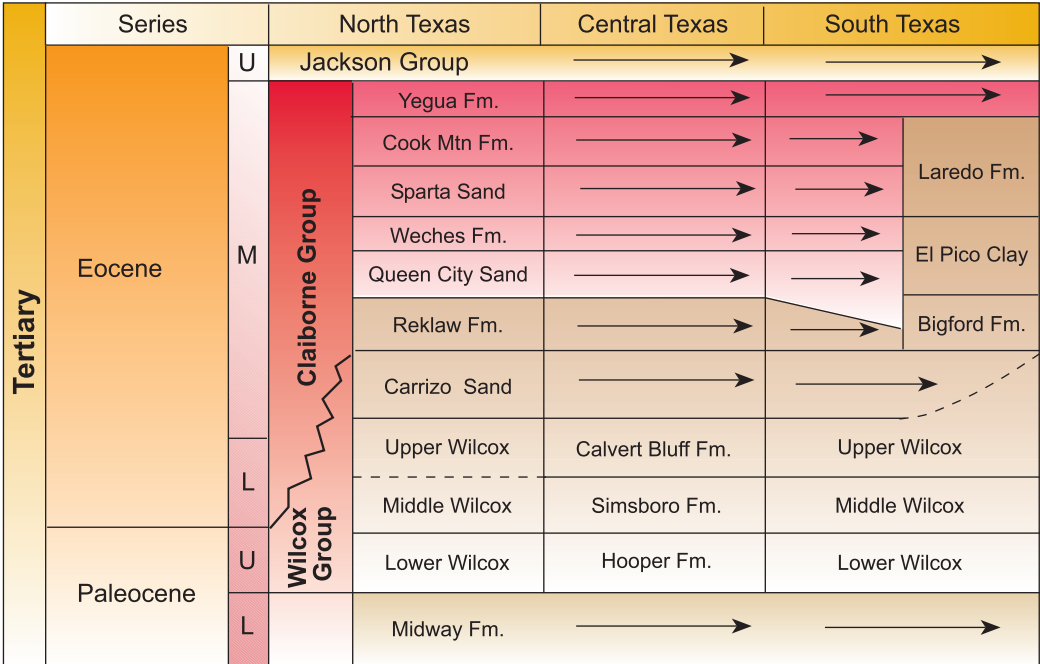 Series
North Texas
Central Texas
South Texas
Tertiary
Eocene
U
Jackson Group
M
Claiborne Group
Yegua Fm.
Cook Mtn Fm.
Laredo Fm.
Sparta Sand
Weches Fm.
El Pico Clay
Queen City Sand
Reklaw Fm.
Bigford Fm.
Carrizo Sand
Upper Wilcox
Calvert Bluff Fm.
Upper Wilcox
L
Middle Wilcox
Simsboro Fm.
Middle Wilcox
Wilcox
Group
Paleocene
U
Lower Wilcox
Hooper Fm.
Lower Wilcox
L
Midway Fm.